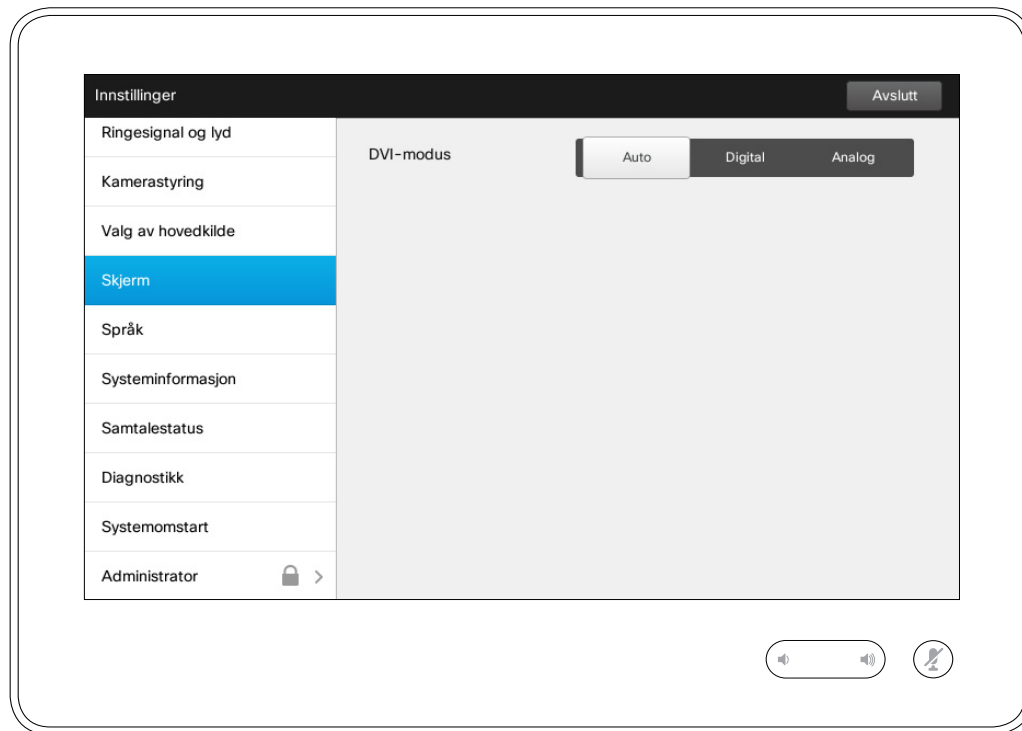 Innstillinger
Avslutt
Ringesignal og lyd
Kamerastyring
Valg av hovedkilde
Skjerm
Språk
Systeminformasjon
Samtalestatus
Diagnostikk
Systemomstart
Administrator
DVI-modus
Auto
Digital
Analog